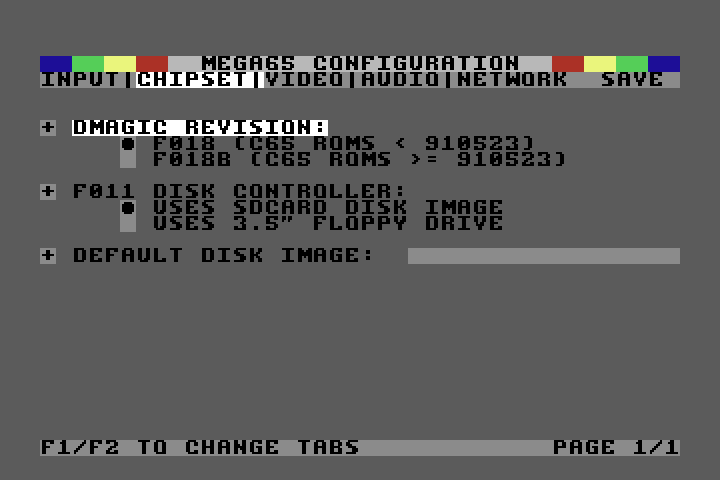 MEGA65 CONFIGURATION
INPUT|CHIPSET|VIDEO|AUDIO|NETWORK SAVE
+ DMAGIC REVISION:
● F018 (C65 ROMS < 910523)
F018B (C65 ROMS >= 910523)
+ F011 DISK CONTROLLER:
● USES SDCARD DISK IMAGE
USES 3.5" FLOPPY DRIVE
+ DEFAULT DISK IMAGE:
F1/F2 TO CHANGE TABS PAGE 1/1